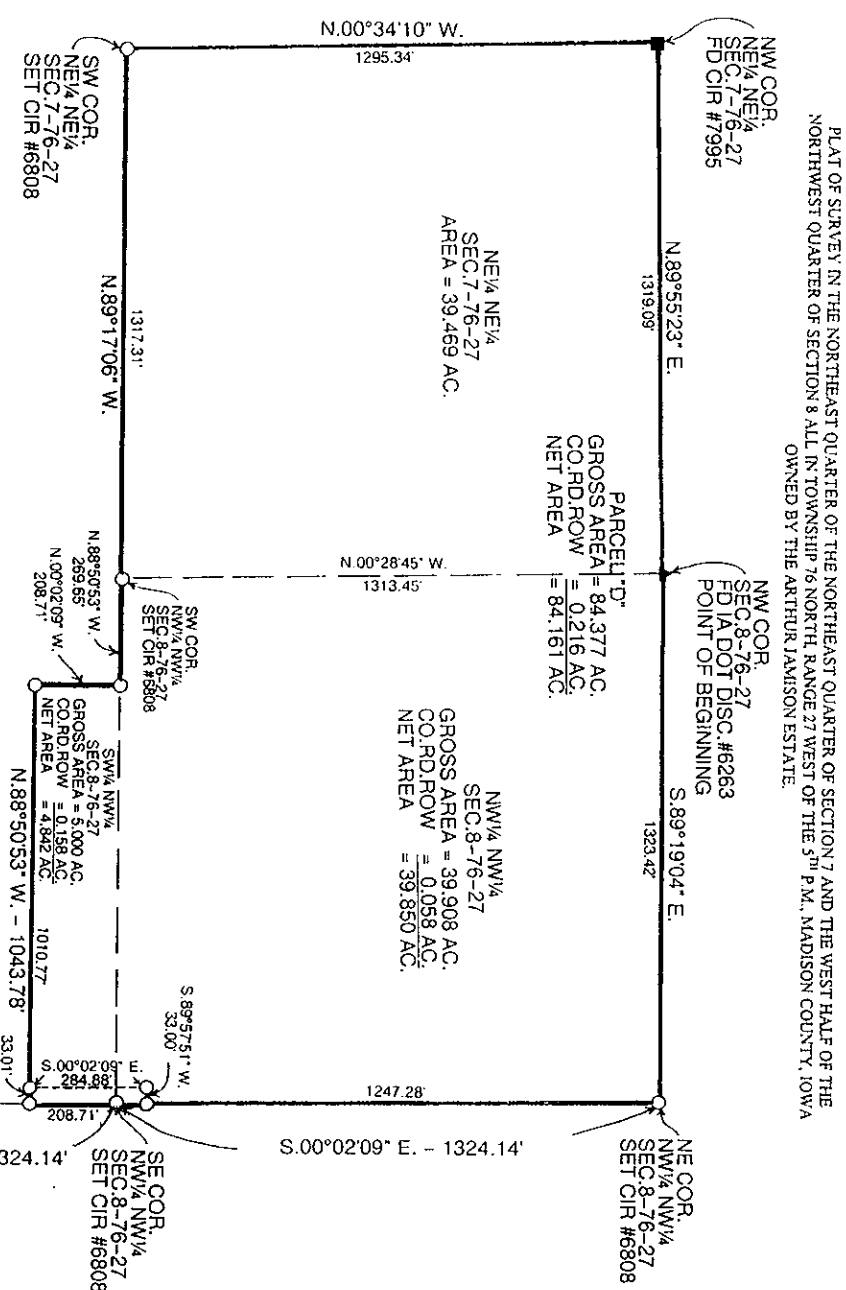 PLAT OF SURVEY IN THE NORTHEAST QUARTER OF THE NORTHEAST QUARTER OF SECTION 7 AND THE WEST HALF OF THE
NORTHWEST QUARTER OF SECTION 8 ALL IN TOWNSHIP 76 NORTH, RANGE 27 WEST OF THE 5TH P.M., MADISON COUNTY, IOWA
OWNED BY THE ARTHUR JAMISON ESTATE.
NW COR.
NE¼ NE¼
SEC.7-76-27
FD CIR #7995
N.89°55'23" E.
1319.09'
NW COR.
SEC.8-76-27
FD IA DOT DISC.#6263
POINT OF BEGINNING
S.89°19'04" E.
1323.42'
NE COR.
NW¼ NW¼
SEC.8-76-27
SET CIR #6808
N.00°34'10" W.
1295.34'
NE¼ NE¼
SEC.7-76-27
AREA = 39.469 AC.
PARCEL "D"
GROSS AREA = 84.377 AC.
CO.RD.ROW = 0.216 AC.
NET AREA = 84.161 AC.
N.00°28'45" W.
1313.45'
NW¼ NW¼
SEC.8-76-27
GROSS AREA = 39.908 AC.
CO.RD.ROW = 0.058 AC.
NET AREA = 39.850 AC.
1247.28'
S.00°02'09" E. - 1324.14'
SW COR.
NE¼ NE¼
SEC.7-76-27
SET CIR #6808
1317.31'
N.89°17'06" W.
SW COR.
NW¼ NW¼
SEC.8-76-27
SET CIR #6808
N.88°50'53" W.
269.65'
N.00°02'09" W.
208.71'
SW¼ NW¼
SEC.8-76-27
GROSS AREA = 5.000 AC.
CO.RD.ROW = 0.158 AC.
NET AREA = 4.842 AC.
S.89°57'51" W.
33.00'
S.00°02'09" E.
284.88'
208.71'
1010.77'
N.88°50'53" W. - 1043.78'
33.01'
SE COR.
NW¼ NW¼
SEC.8-76-27
SET CIR #6808
324.14'